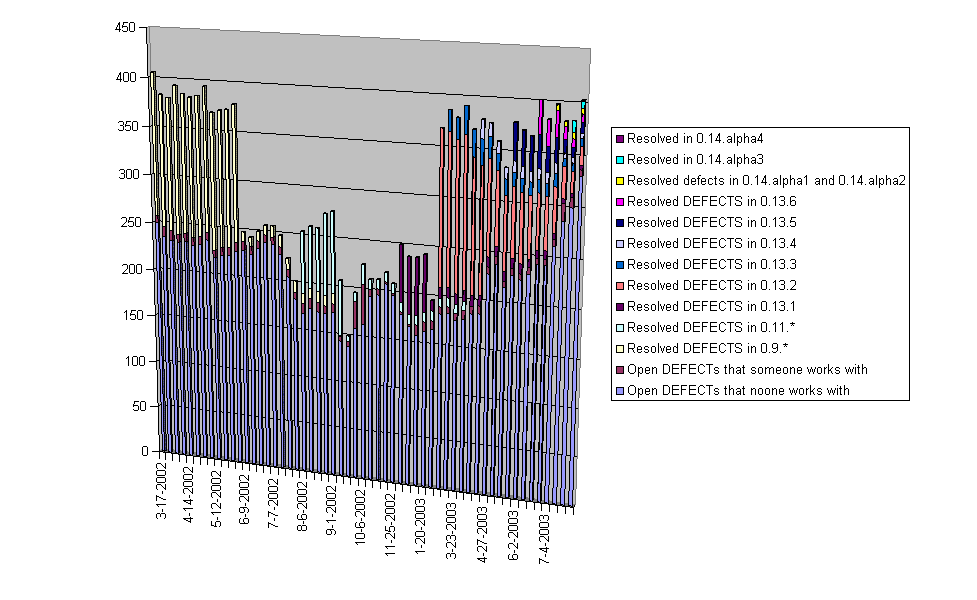 450
400
350
300
250
200
150
100
50
0
3-17-2002
4-14-2002
5-12-2002
6-9-2002
7-7-2002
8-6-2002
9-1-2002
10-6-2002
11-25-2002
1-20-2003
3-23-2003
4-27-2003
6-2-2003
7-4-2003
Resolved in 0.14.alpha4
Resolved in 0.14.alpha3
Resolved defects in 0.14.alpha1 and 0.14.alpha2
Resolved DEFECTS in 0.13.6
Resolved DEFECTS in 0.13.5
Resolved DEFECTS in 0.13.4
Resolved DEFECTS in 0.13.3
Resolved DEFECTS in 0.13.2
Resolved DEFECTS in 0.13.1
Resolved DEFECTS in 0.11.*
Resolved DEFECTS in 0.9.*
Open DEFECTs that someone works with
Open DEFECTs that noone works with